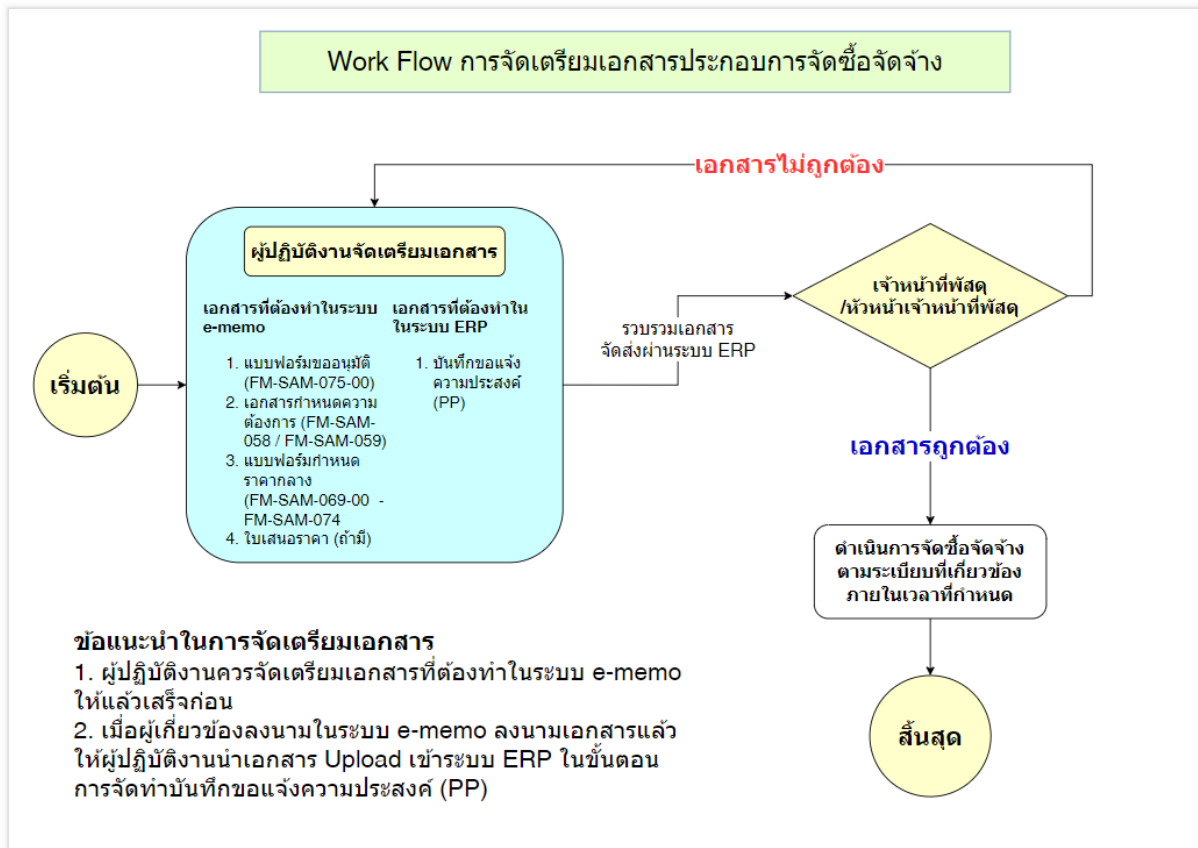 Work Flow การจัดเตรียมเอกสารประกอบการจัดซื้อจัดจ้าง
เอกสารไม่ถูกต้อง
ผู้ปฏิบัติงานจัดเตรียมเอกสาร
เอกสารที่ต้องทำในระบบ
e-memo
1. แบบฟอร์มขออนุมัติ
(FM-SAM-075-00)
2. เอกสารกำหนดความ
ต้องการ (FM-SAM-
058 / FM-SAM-059)
3. แบบฟอร์มกำหนด
ราคากลาง
(FM-SAM-069-00 -
FM-SAM-074
4. ใบเสนอราคา (ถ้ามี)
เอกสารที่ต้องทำใน
ในระบบ ERP
1. บันทึกขอแจ้ง
ความประสงค์
(PP)
เริ่มต้น
รวบรวมเอกสาร
จัดส่งผ่านระบบ ERP
เจ้าหน้าที่พัสดุ
/หัวหน้าเจ้าหน้าที่พัสดุ
เอกสารถูกต้อง
ดำเนินการจัดซื้อจัดจ้าง
ตามระเบียบที่เกี่ยวข้อง
ภายในเวลาที่กำหนด
สิ้นสุด
ข้อแนะนำในการจัดเตรียมเอกสาร
1. ผู้ปฏิบัติงานควรจัดเตรียมเอกสารที่ต้องทำในระบบ e-memo
ให้แล้วเสร็จก่อน
2. เมื่อผู้เกี่ยวข้องลงนามในระบบ e-memo ลงนามเอกสารแล้ว
ให้ผู้ปฏิบัติงานนำเอกสาร Upload เข้าระบบ ERP ในขั้นตอน
การจัดทำบันทึกขอแจ้งความประสงค์ (PP)